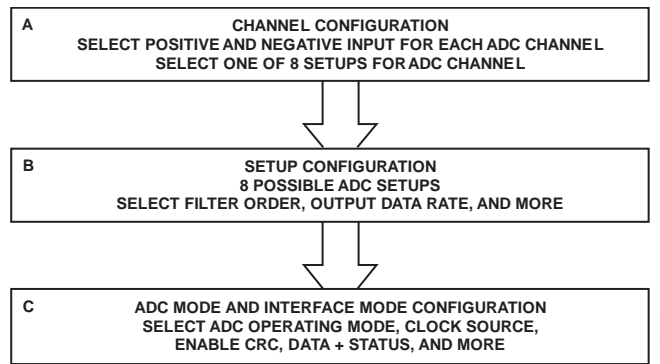 A
CHANNEL CONFIGURATION
SELECT POSITIVE AND NEGATIVE INPUT FOR EACH ADC CHANNEL
SELECT ONE OF 8 SETUPS FOR ADC CHANNEL
B
SETUP CONFIGURATION
8 POSSIBLE ADC SETUPS
SELECT FILTER ORDER, OUTPUT DATA RATE, AND MORE
C
ADC MODE AND INTERFACE MODE CONFIGURATION
SELECT ADC OPERATING MODE, CLOCK SOURCE,
ENABLE CRC, DATA + STATUS, AND MORE